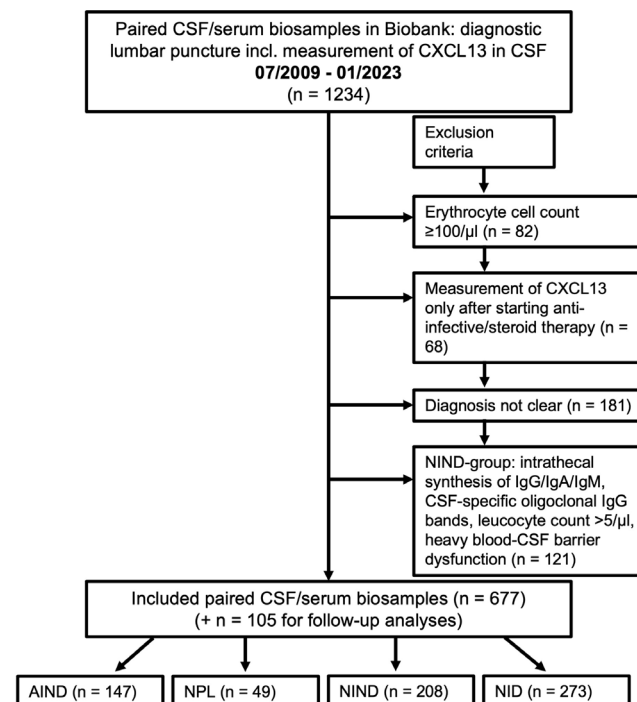 Paired CSF/serum biosamples in Biobank: diagnostic
lumbar puncture incl. measurement of CXCL13 in CSF
07/2009 - 01/2023
(n = 1234)
Exclusion
criteria
Erythrocyte cell count
≥100/µl (n = 82)
Measurement of CXCL13
only after starting anti-
infective/steroid therapy (n =
68)
Diagnosis not clear (n = 181)
NIND-group: intrathecal
synthesis of IgG/IgA/IgM,
CSF-specific oligoclonal IgG
bands, leucocyte count >5/µl,
heavy blood-CSF barrier
dysfunction (n = 121)
Included paired CSF/serum biosamples (n = 677)
(+ n = 105 for follow-up analyses)
AIND (n = 147)
NPL (n = 49)
NIND (n = 208)
NID (n = 273)